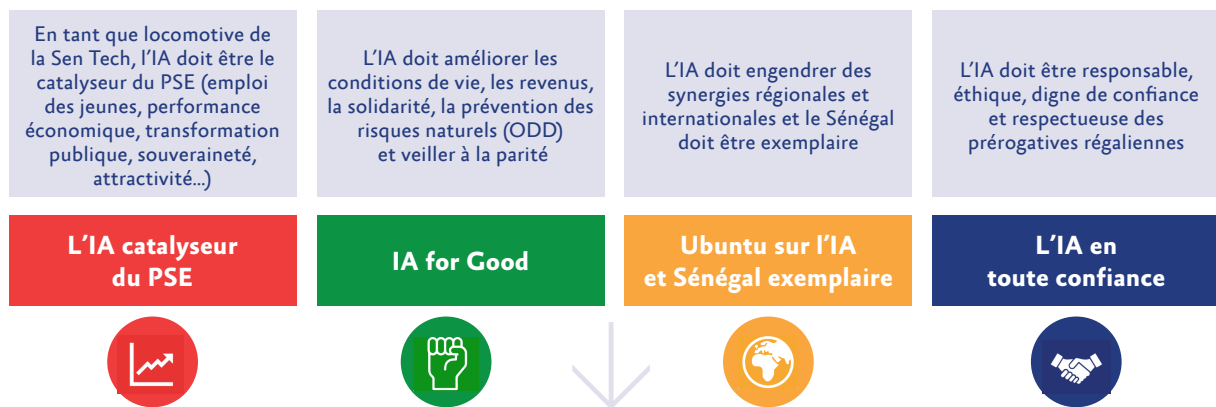 En tant que locomotive de
la Sen Tech, l’IA doit être le
catalyseur du PSE (emploi
des jeunes, performance
économique, transformation
publique, souveraineté,
attractivité...)
L’IA doit améliorer les
conditions de vie, les revenus,
la solidarité, la prévention des
risques naturels (ODD)
et veiller à la parité
L’IA doit engendrer des
synergies régionales et
internationales et le Sénégal
doit être exemplaire
L’IA doit être responsable,
éthique, digne de confiance
et respectueuse des
prérogatives régaliennes
L’IA catalyseur
du PSE
IA for Good
Ubuntu sur l’IA
et Sénégal exemplaire
L’IA en
toute confiance